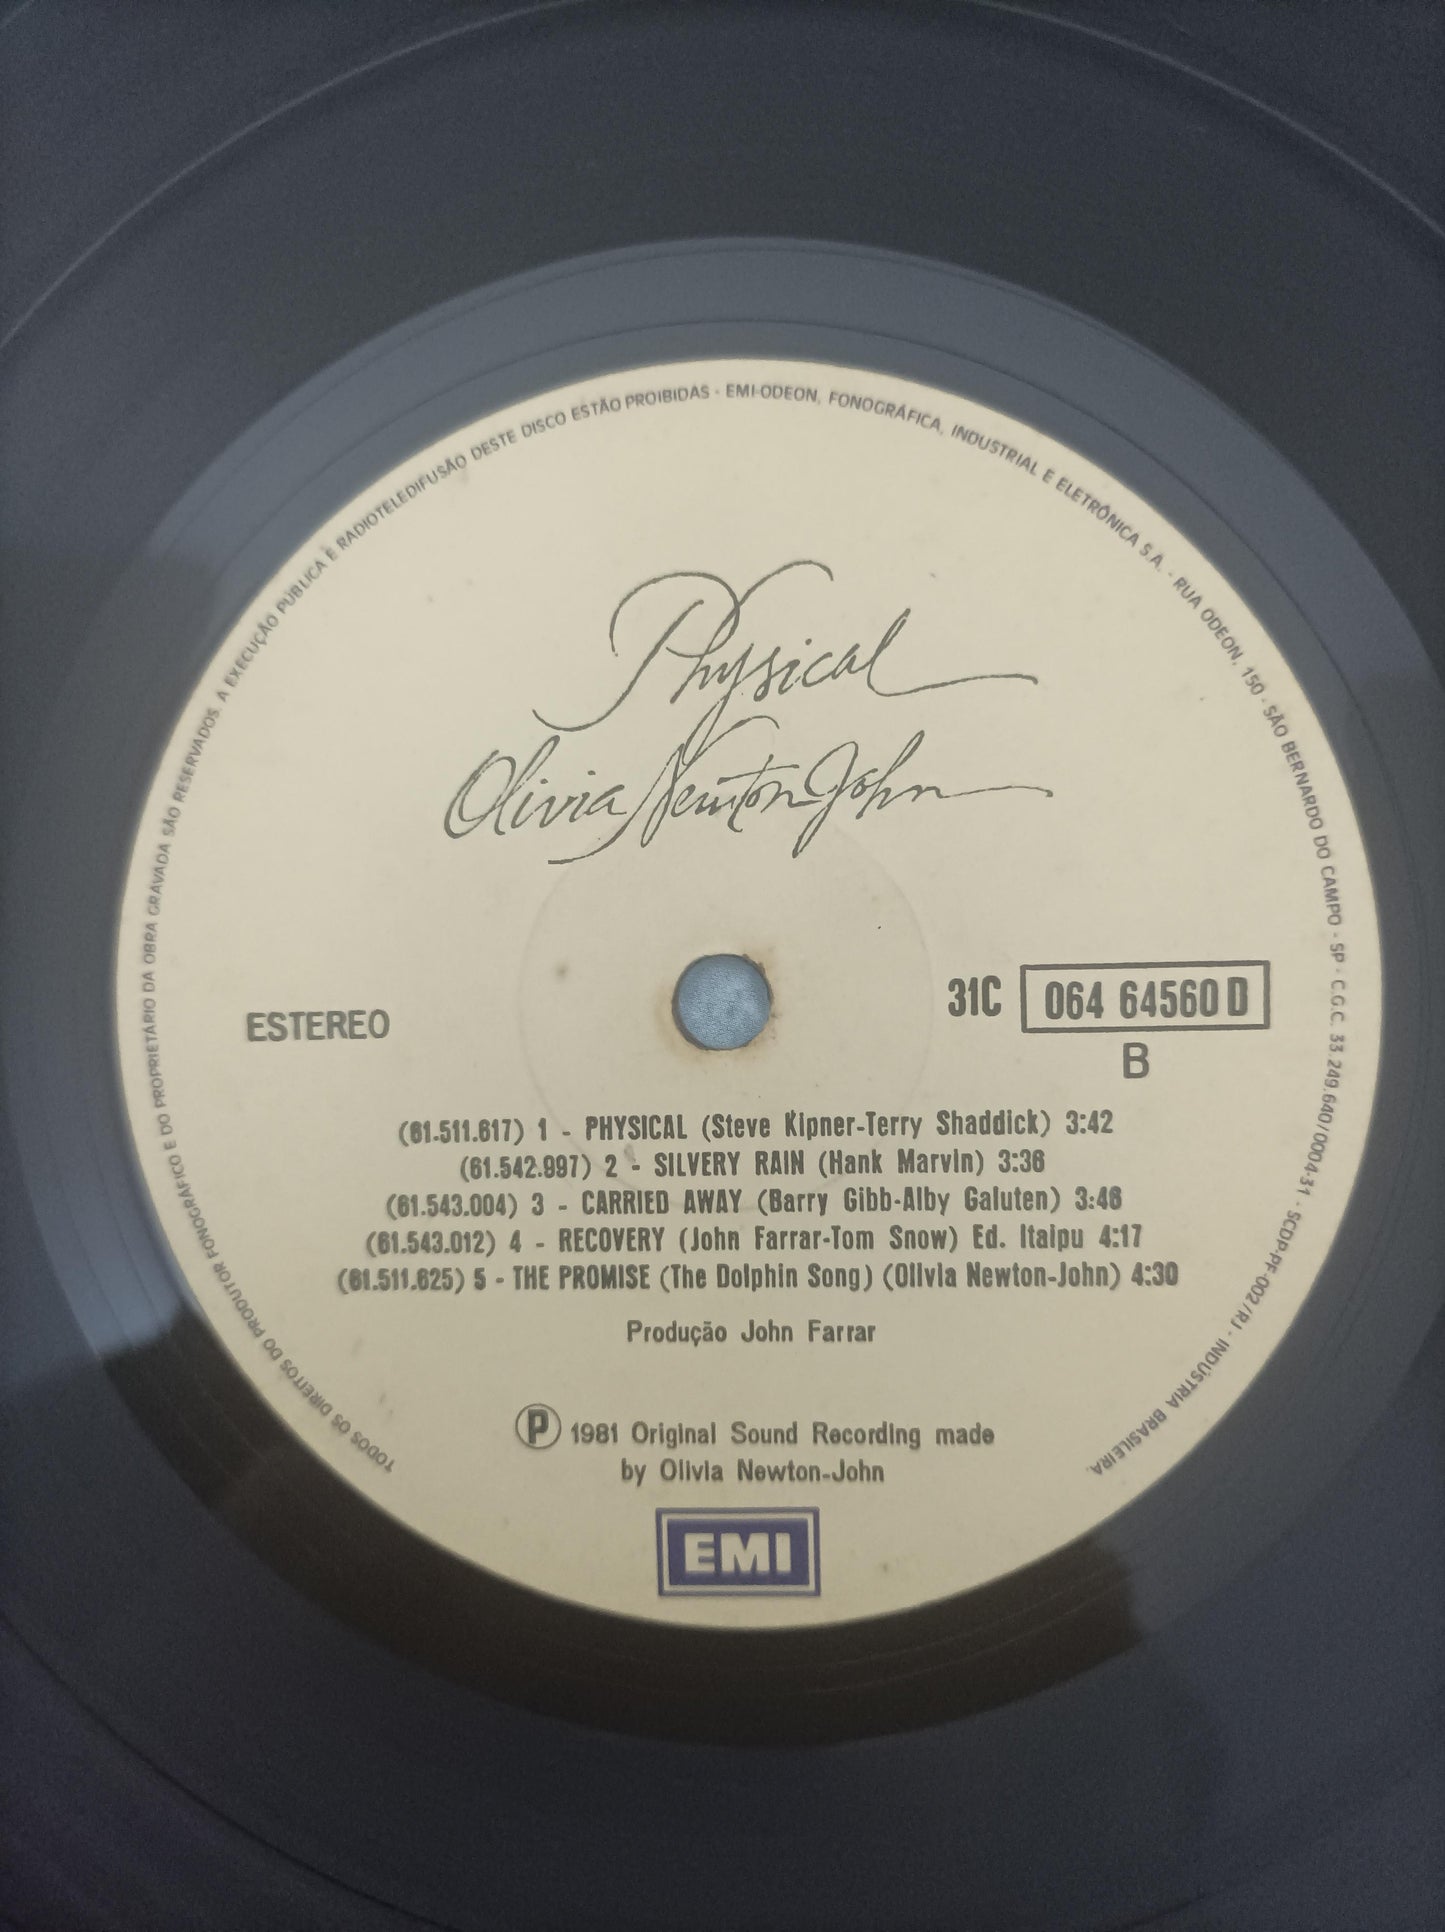 TODOS OS DIREITOS DO PRODUTOR FONOGRÁFICO E DO PROPRIETÁRIO DA OBRA GRAVADA SÃO RESERVADOS. A EXECUÇÃO PÚBLICA E RADIOTELEDIFUSÃO DESTE DISCO ESTÃO PROIBIDAS - EMI-ODEON, FONOGRÁFICA, INDUSTRIAL E ELETRÔNICA S.A. - RUA ODEON, 150 - SÃO BERNARDO DO CAMPO - SP - C.G.C. 33.249.640/0004-31 - SCDP-PF-002/RJ - INDÚSTRIA BRASILEIRA.
Physical
Olivia Newton-John
ESTEREO
31C 064 64560 D
B
(61.511.617) 1 - PHYSICAL (Steve Kipner-Terry Shaddick) 3:42
(61.542.997) 2 - SILVERY RAIN (Hank Marvin) 3:36
(61.543.004) 3 - CARRIED AWAY (Barry Gibb-Alby Galuten) 3:46
(61.543.012) 4 - RECOVERY (John Farrar-Tom Snow) Ed. Itaipu 4:17
(61.511.625) 5 - THE PROMISE (The Dolphin Song) (Olivia Newton-John) 4:30
Produção John Farrar
Ⓟ 1981 Original Sound Recording made
by Olivia Newton-John
EMI